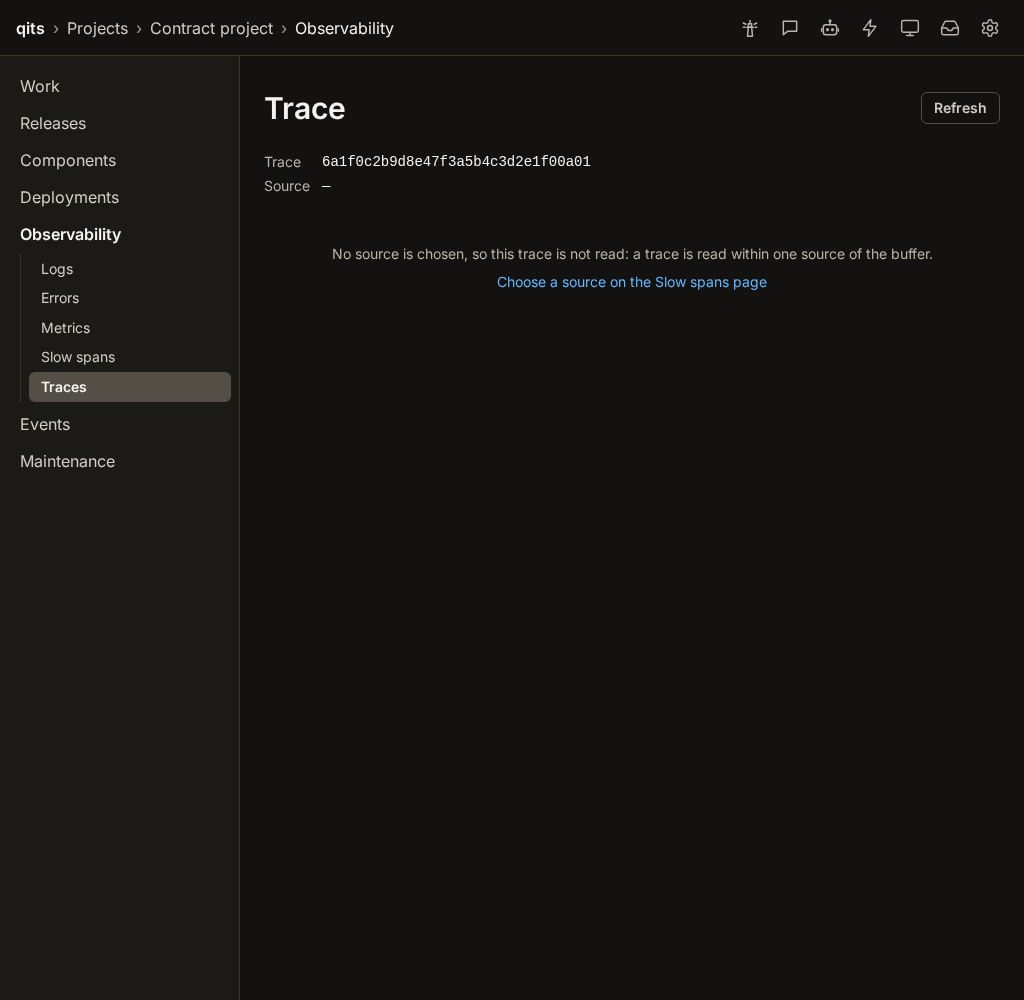 qits › Projects › Contract project › Observability
Work
Releases
Components
Deployments
Observability
Logs
Errors
Metrics
Slow spans
Traces
Events
Maintenance
Trace
Refresh
Trace 6a1f0c2b9d8e47f3a5b4c3d2e1f00a01
Source —
No source is chosen, so this trace is not read: a trace is read within one source of the buffer.
Choose a source on the Slow spans page